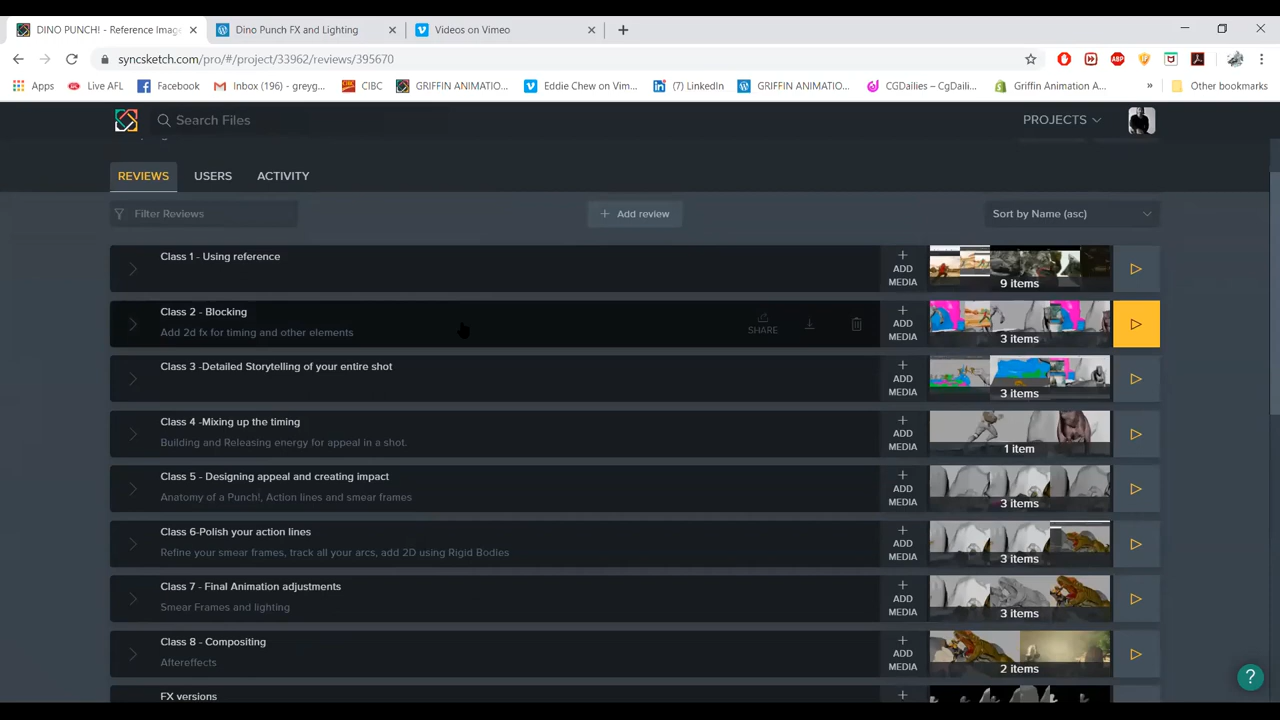 DINO PUNCH! - Reference Imag
Dino Punch FX and Lighting
Videos on Vimeo
syncsketch.com/pro/#/project/33962/reviews/395670
Apps
Live AFL
Facebook
Inbox (196) - greyg...
CIBC
GRIFFIN ANIMATIO...
Eddie Chew on Vim...
(7) LinkedIn
GRIFFIN ANIMATIO...
CGDailies – CgDaili...
Griffin Animation A...
»
Other bookmarks
Search Files
PROJECTS
REVIEWS
USERS
ACTIVITY
Filter Reviews
+ Add review
Sort by Name (asc)
Class 1 - Using reference
ADD MEDIA
9 items
Class 2 - Blocking
Add 2d fx for timing and other elements
SHARE
ADD MEDIA
3 items
Class 3 -Detailed Storytelling of your entire shot
ADD MEDIA
3 items
Class 4 -Mixing up the timing
Building and Releasing energy for appeal in a shot.
ADD MEDIA
1 item
Class 5 - Designing appeal and creating impact
Anatomy of a Punch!, Action lines and smear frames
ADD MEDIA
3 items
Class 6-Polish your action lines
Refine your smear frames, track all your arcs, add 2D using Rigid Bodies
ADD MEDIA
3 items
Class 7 - Final Animation adjustments
Smear Frames and lighting
ADD MEDIA
3 items
Class 8 - Compositing
Aftereffects
ADD MEDIA
2 items
FX versions
?